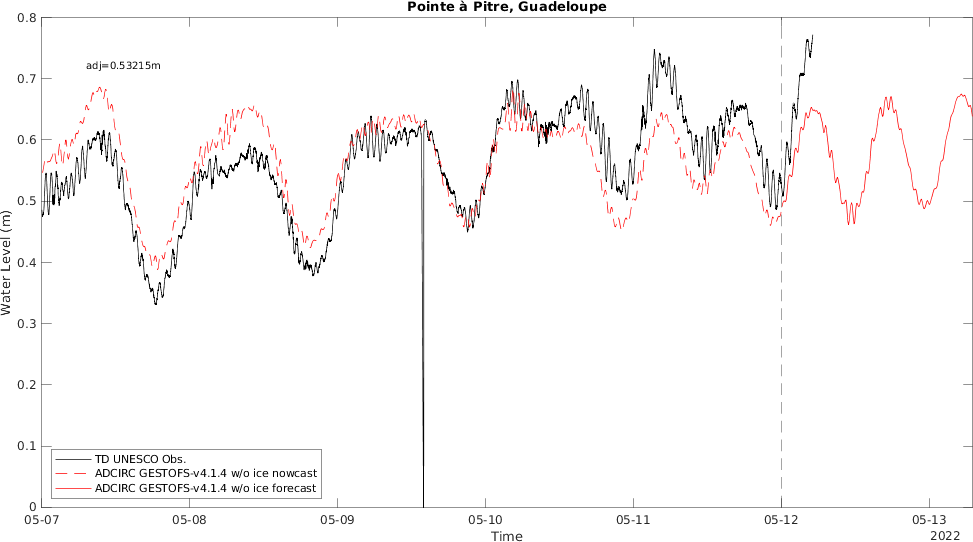 Pointe à Pitre, Guadeloupe
adj=0.53215m
Water Level (m)
0.8
0.7
0.6
0.5
0.4
0.3
0.2
0.1
0
TD UNESCO Obs.
ADCIRC GESTOFS-v4.1.4 w/o ice nowcast
ADCIRC GESTOFS-v4.1.4 w/o ice forecast
05-07 05-08 05-09 05-10 05-11 05-12 05-13
Time
2022